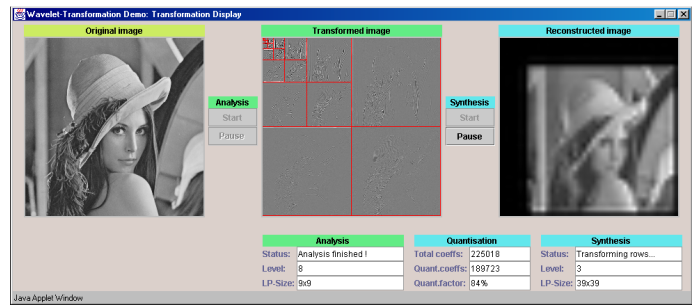 Wavelet-Transformation Demo: Transformation Display
Original image
Transformed image
Reconstructed image
Analysis
Start
Pause
Synthesis
Start
Pause
Analysis
Status: Analysis finished !
Level: 8
LP-Size: 9x9
Quantisation
Total coeffs: 225018
Quant.coeffs: 189723
Quant.factor: 84%
Synthesis
Status: Transforming rows...
Level: 3
LP-Size: 39x39
Java Applet Window